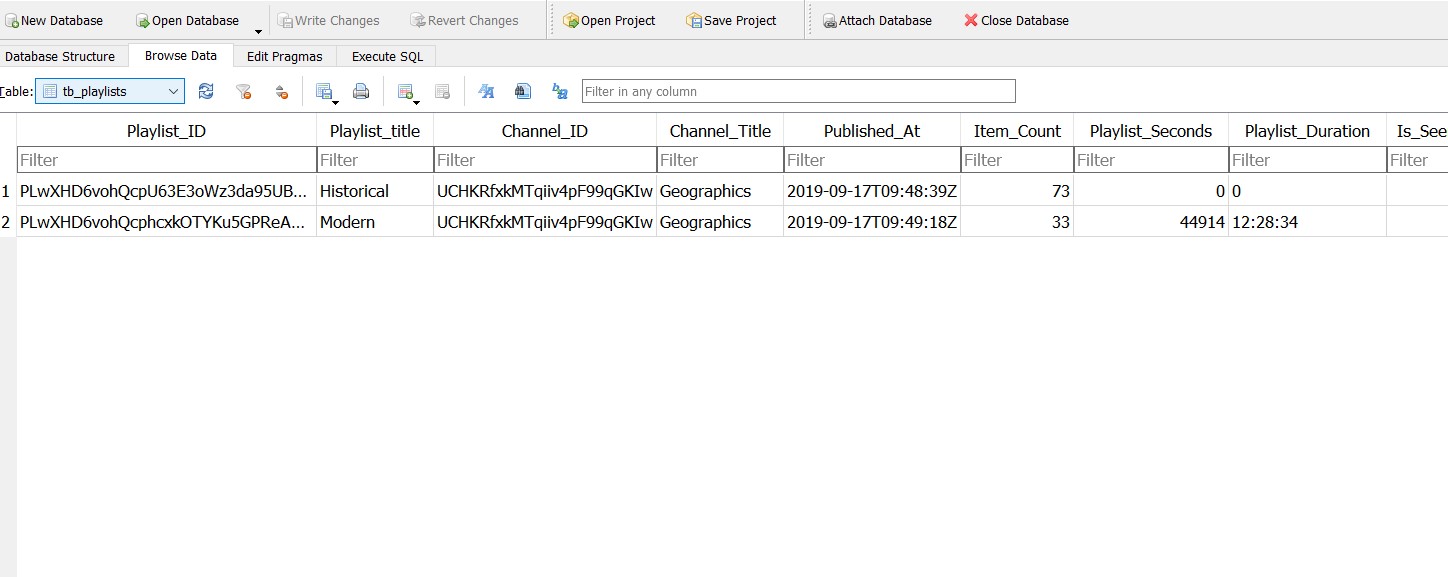 New Database Open Database Write Changes Revert Changes Open Project Save Project Attach Database Close Database
Database Structure Browse Data Edit Pragmas Execute SQL
Table: tb_playlists Filter in any column
Playlist_ID Playlist_title Channel_ID Channel_Title Published_At Item_Count Playlist_Seconds Playlist_Duration Is_See
Filter Filter Filter Filter Filter Filter Filter Filter Filter
1 PLwXHD6vohQcpU63E3oWz3da95UB... Historical UCHKRfxkMTqiiv4pF99qGKIw Geographics 2019-09-17T09:48:39Z 73 0 0
2 PLwXHD6vohQcphcxkOTYKu5GPReA... Modern UCHKRfxkMTqiiv4pF99qGKIw Geographics 2019-09-17T09:49:18Z 33 44914 12:28:34